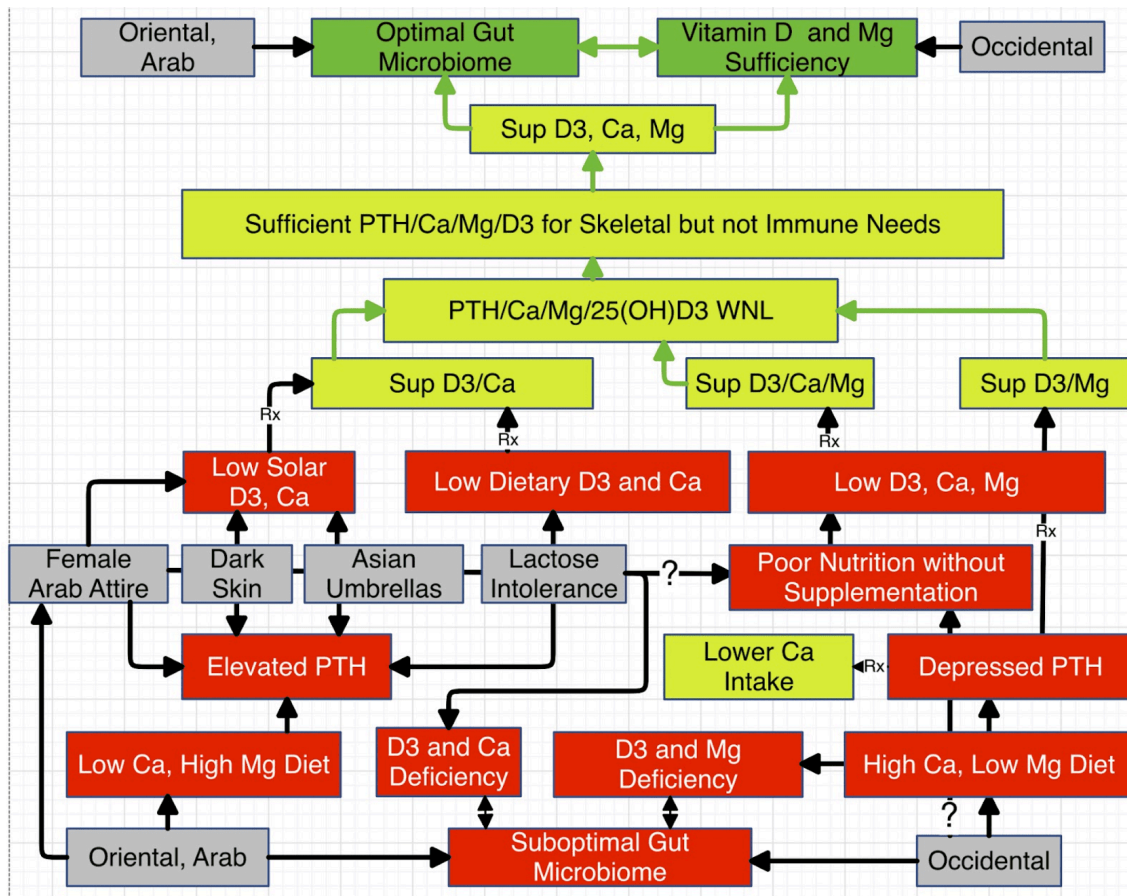 Oriental,
Arab
Optimal Gut
Microbiome
Vitamin D and Mg
Sufficiency
Occidental
Sup D3, Ca, Mg
Sufficient PTH/Ca/Mg/D3 for Skeletal but not Immune Needs
PTH/Ca/Mg/25(OH)D3 WNL
Sup D3/Ca
Sup D3/Ca/Mg
Sup D3/Mg
Rx
Rx
Rx
Low Solar
D3, Ca
Low Dietary D3 and Ca
Low D3, Ca, Mg
Rx
Female
Arab Attire
Dark
Skin
Asian
Umbrellas
Lactose
Intolerance
?
Poor Nutrition without
Supplementation
Elevated PTH
Lower Ca
Intake
Rx
Depressed PTH
Low Ca, High Mg Diet
D3 and Ca
Deficiency
D3 and Mg
Deficiency
High Ca, Low Mg Diet
?
Oriental, Arab
Suboptimal Gut
Microbiome
Occidental